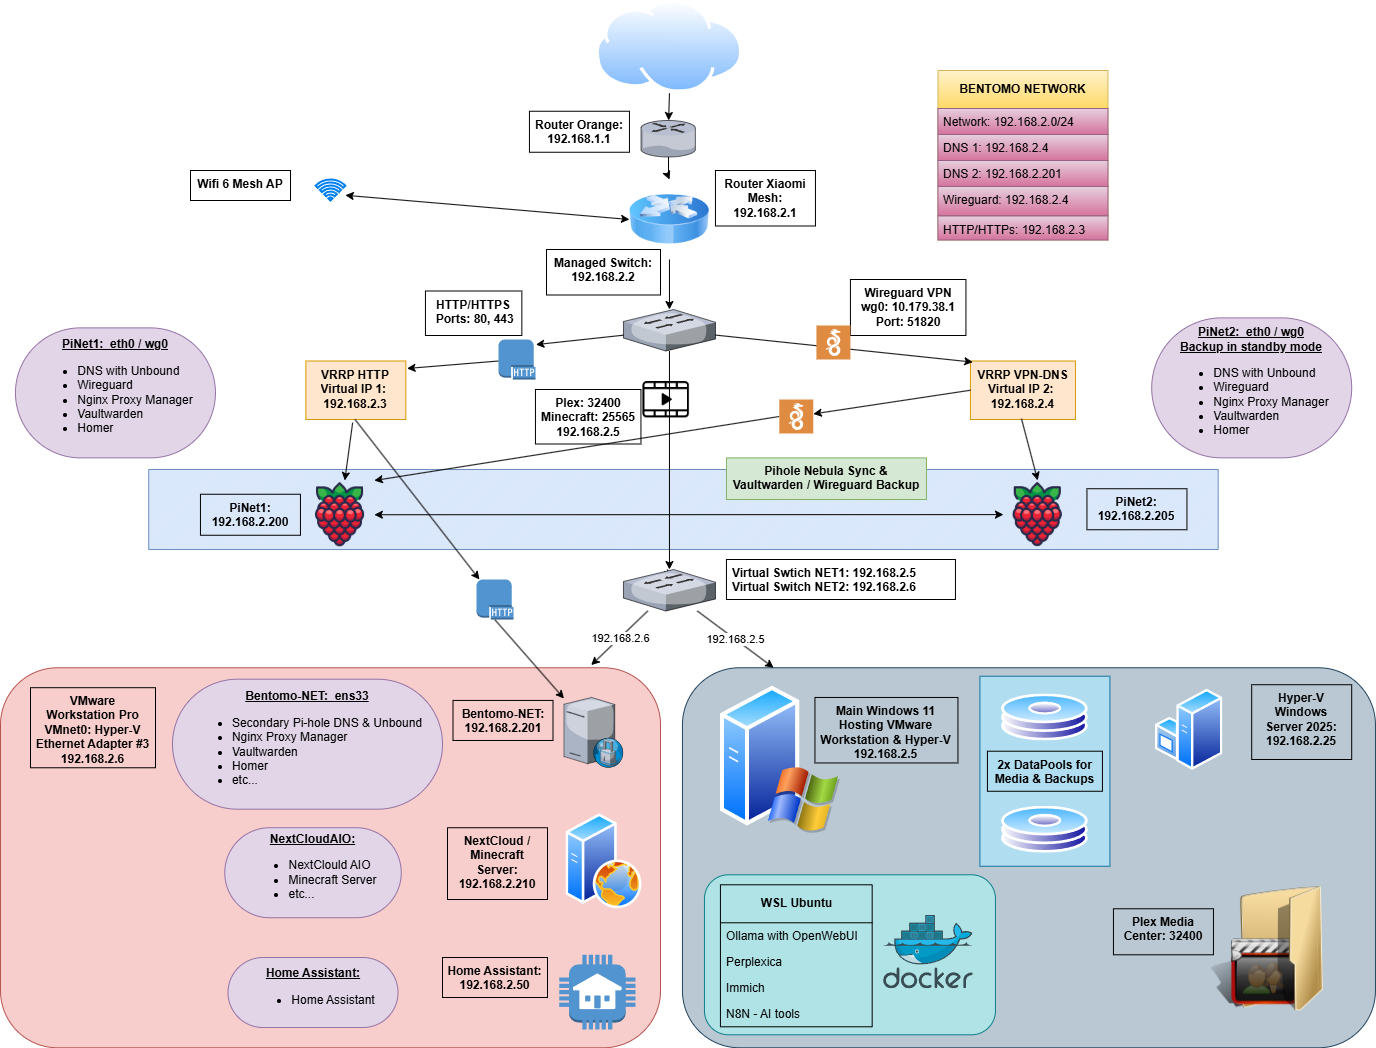 Router Orange:
192.168.1.1
BENTOMO NETWORK
Network: 192.168.2.0/24
DNS 1: 192.168.2.4
DNS 2: 192.168.2.201
Wireguard: 192.168.2.4
HTTP/HTTPs: 192.168.2.3
Wifi 6 Mesh AP
Router Xiaomi
Mesh:
192.168.2.1
Managed Switch:
192.168.2.2
HTTP/HTTPS
Ports: 80, 443
Wireguard VPN
wg0: 10.179.38.1
Port: 51820
HTTP
PiNet1:  eth0 / wg0
DNS with Unbound
Wireguard
Nginx Proxy Manager
Vaultwarden
Homer
VRRP HTTP
Virtual IP 1:
192.168.2.3
Plex: 32400
Minecraft: 25565
192.168.2.5
VRRP VPN-DNS
Virtual IP 2:
192.168.2.4
PiNet2:  eth0 / wg0
Backup in standby mode
DNS with Unbound
Wireguard
Nginx Proxy Manager
Vaultwarden
Homer
Pihole Nebula Sync &
Vaultwarden / Wireguard Backup
PiNet1:
192.168.2.200
PiNet2:
192.168.2.205
Virtual Swtich NET1: 192.168.2.5
Virtual Switch NET2: 192.168.2.6
HTTP
192.168.2.6
192.168.2.5
VMware
Workstation Pro
VMnet0: Hyper-V
Ethernet Adapter #3
192.168.2.6
Bentomo-NET:  ens33
Secondary Pi-hole DNS & Unbound
Nginx Proxy Manager
Vaultwarden
Homer
etc...
Bentomo-NET:
192.168.2.201
NextCloudAIO:
NextClould AIO
Minecraft Server
etc...
NextCloud /
Minecraft
Server:
192.168.2.210
Home Assistant:
Home Assistant
Home Assistant:
192.168.2.50
Main Windows 11
Hosting VMware
Workstation & Hyper-V
192.168.2.5
2x DataPools for
Media & Backups
Hyper-V
Windows
Server 2025:
192.168.2.25
WSL Ubuntu
Ollama with OpenWebUI
Perplexica
Immich
N8N - AI tools
docker
Plex Media
Center: 32400